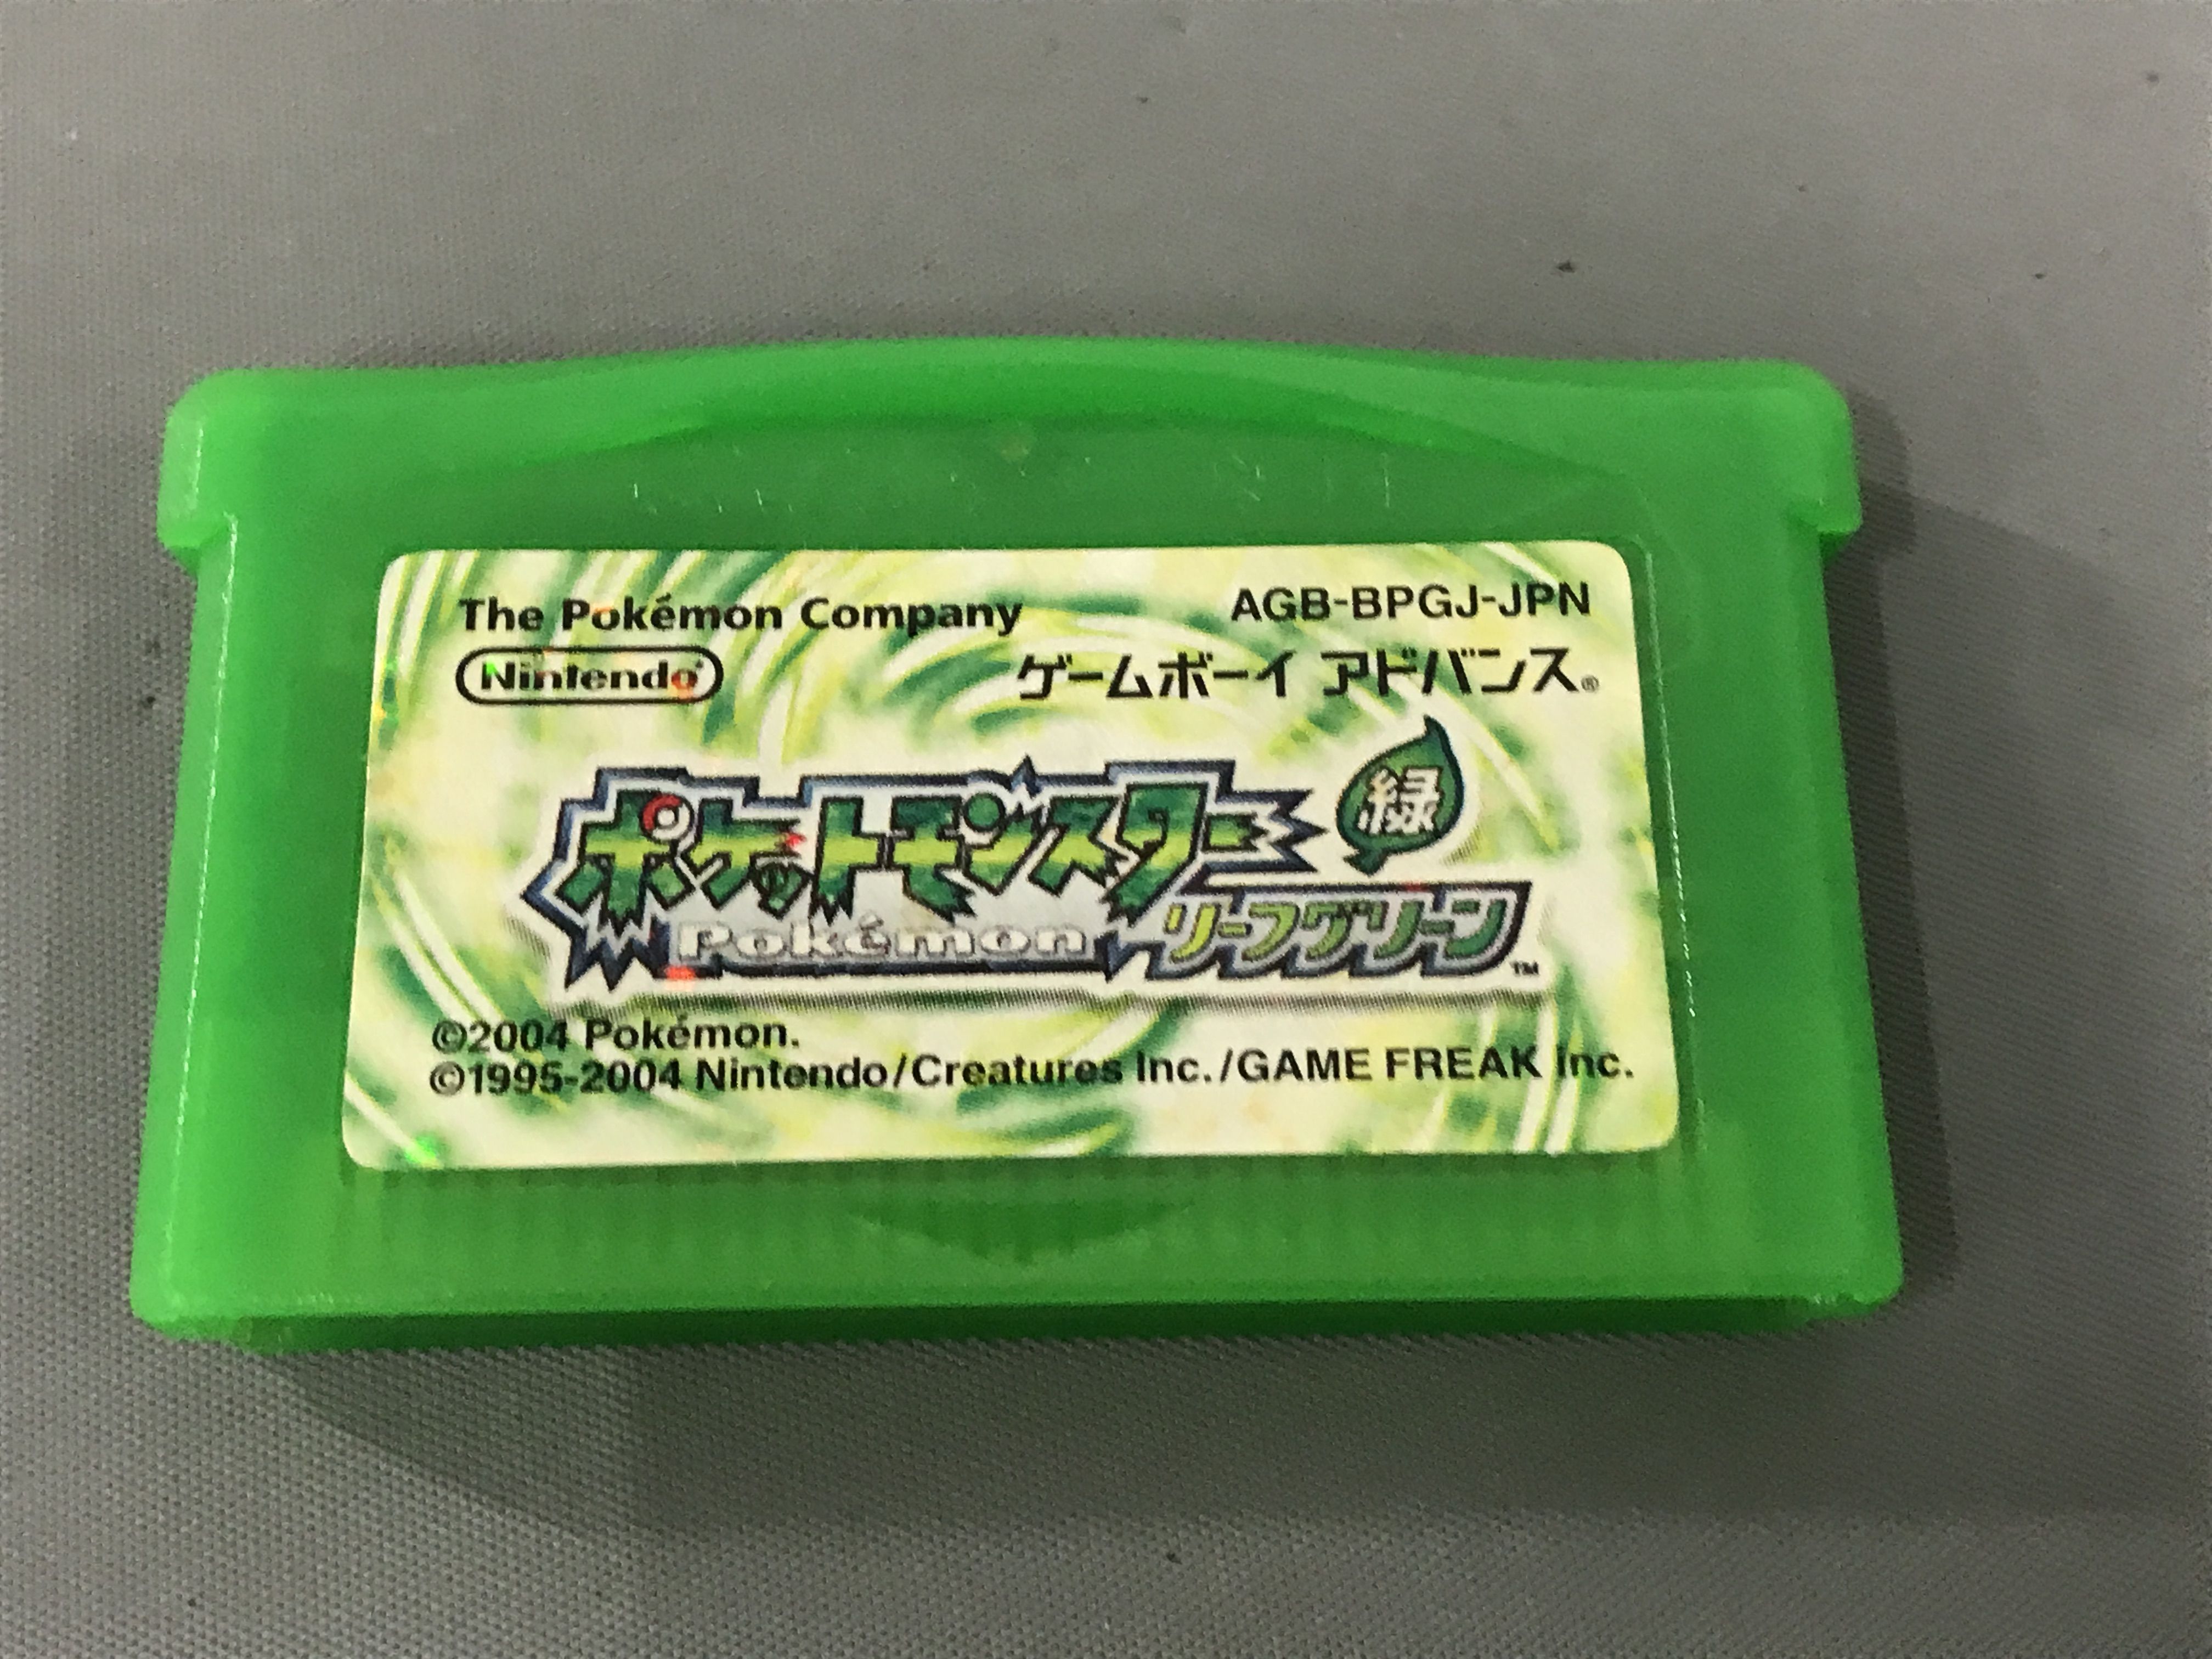 The Pokémon Company
AGB-BPGJ-JPN
Nintendo®
ゲームボーイ アドバンス®
ポケットモンスター
緑
Pokémon
リーフグリーン™
©2004 Pokémon.
©1995-2004 Nintendo/Creatures Inc./GAME FREAK Inc.